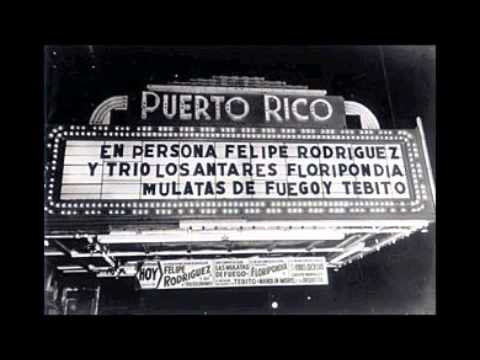 PUERTO RICO
EN PERSONA FELIPE RODRIGUEZ
Y TRIO LOS ANTARES FLORIPONDIA
MULATAS DE FUEGO Y TEBITO
HOY
FELIPE
RODRIGUEZ
LAS MULATAS
DE FUEGO
FLORIPONDIA
TEBITO